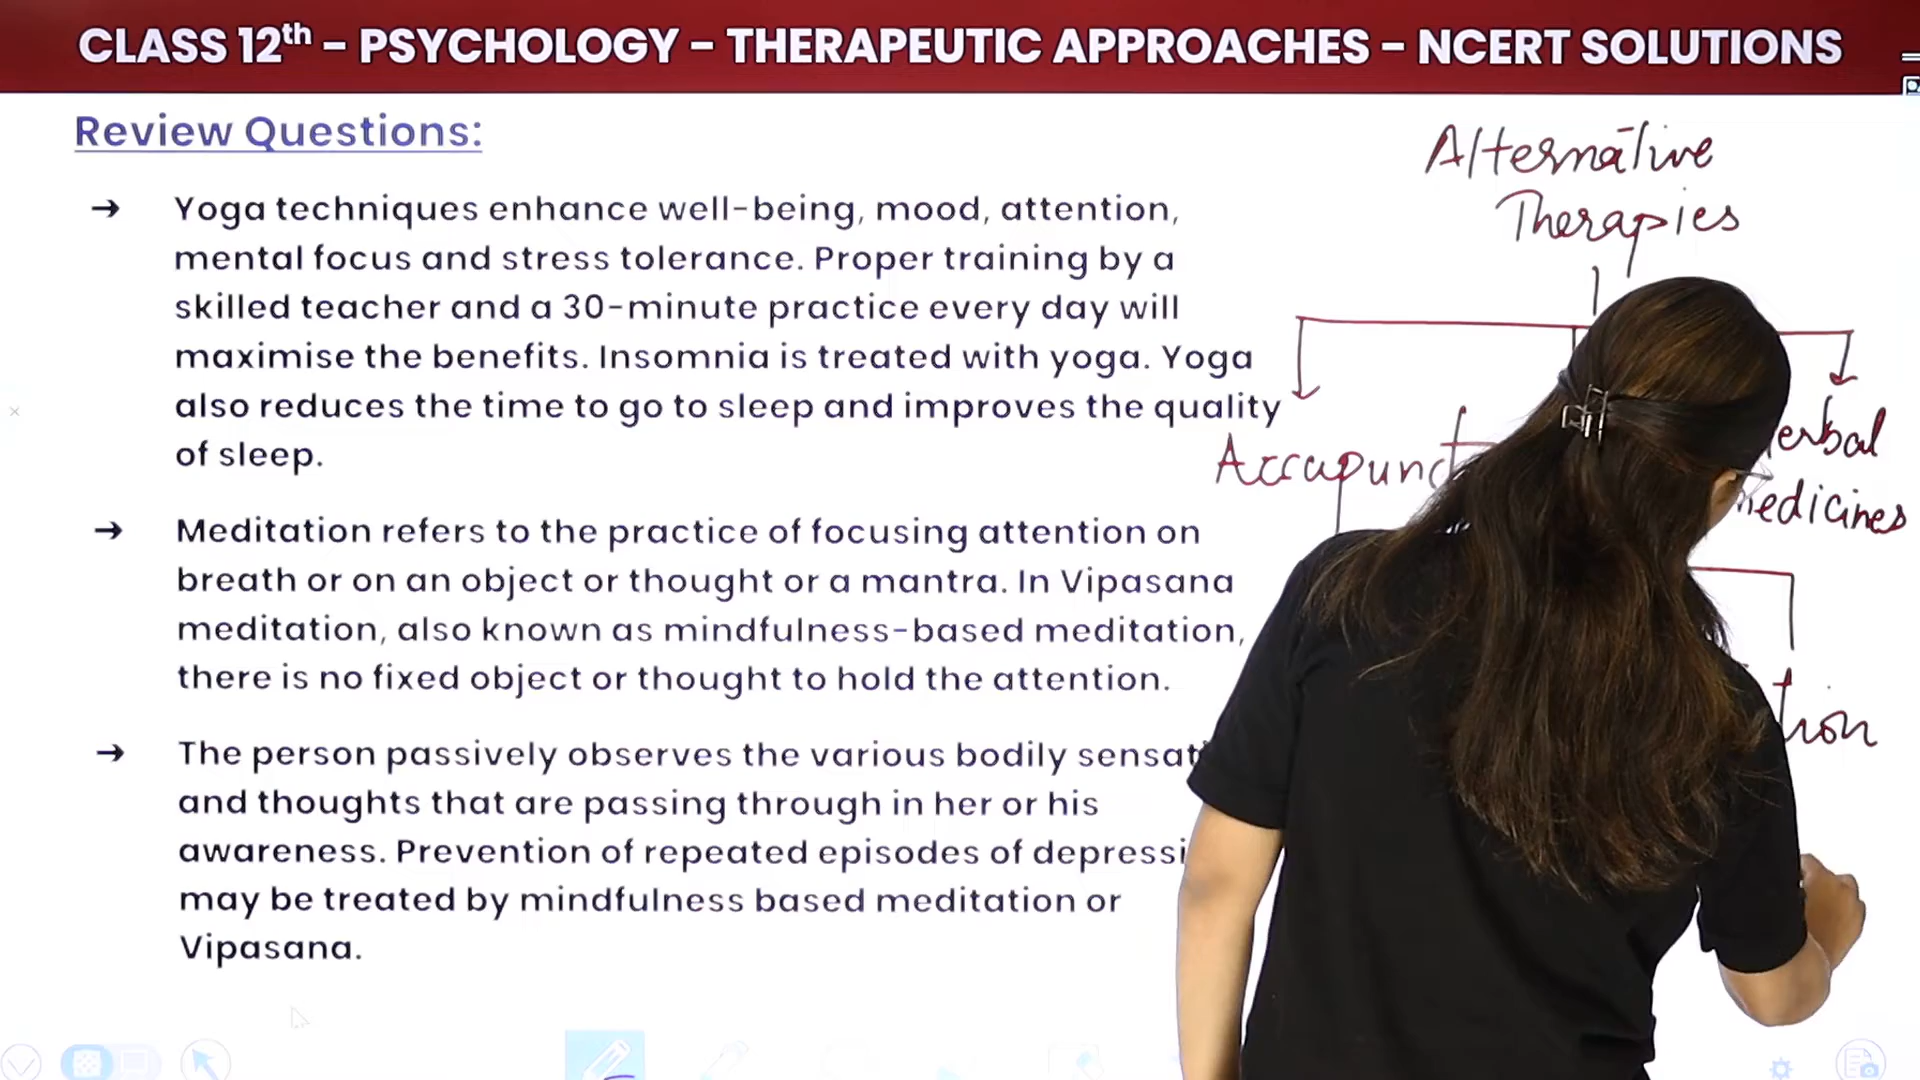 CLASS 12th - PSYCHOLOGY - THERAPEUTIC APPROACHES - NCERT SOLUTIONS
Review Questions:
→ Yoga techniques enhance well-being, mood, attention,
mental focus and stress tolerance. Proper training by a
skilled teacher and a 30-minute practice every day will
maximise the benefits. Insomnia is treated with yoga. Yoga
also reduces the time to go to sleep and improves the quality
of sleep.
→ Meditation refers to the practice of focusing attention on
breath or on an object or thought or a mantra. In Vipasana
meditation, also known as mindfulness-based meditation,
there is no fixed object or thought to hold the attention.
→ The person passively observes the various bodily sensat
and thoughts that are passing through in her or his
awareness. Prevention of repeated episodes of depressi
may be treated by mindfulness based meditation or
Vipasana.
Alternative
Therapies
Accupunct
erbal
medicines
tion